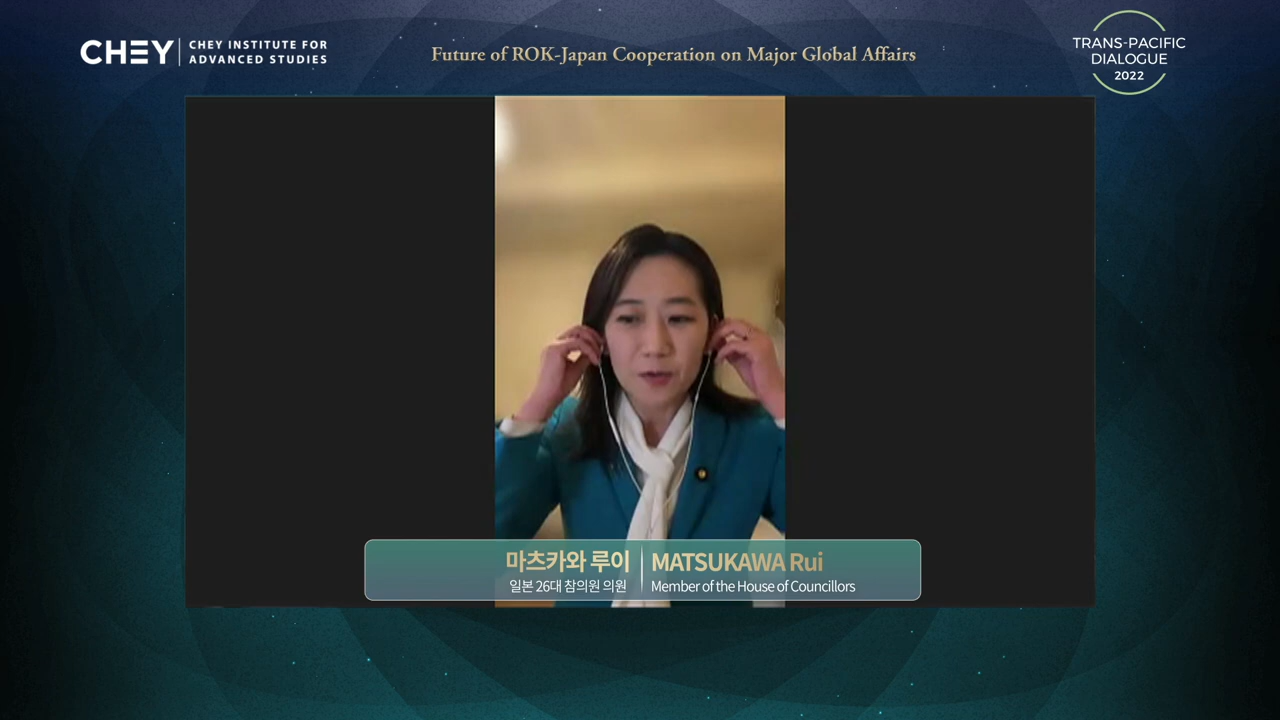 CHEY
CHEY INSTITUTE FOR
ADVANCED STUDIES
Future of ROK-Japan Cooperation on Major Global Affairs
TRANS-PACIFIC
DIALOGUE
2022
마츠카와 루이
일본 26대 참의원 의원
MATSUKAWA Rui
Member of the House of Councillors